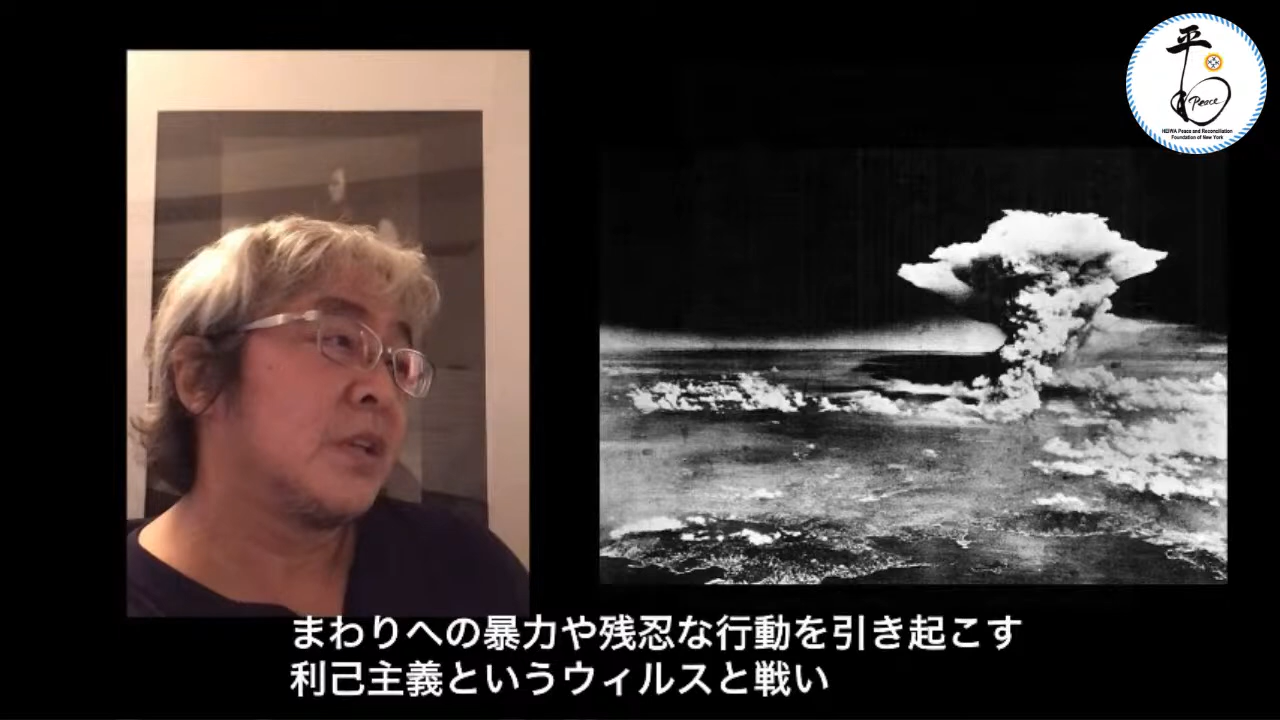 平和
Peace
HEIWA Peace and Reconciliation
Foundation of New York
まわりへの暴力や残忍な行動を引き起こす
利己主義というウィルスと戦い